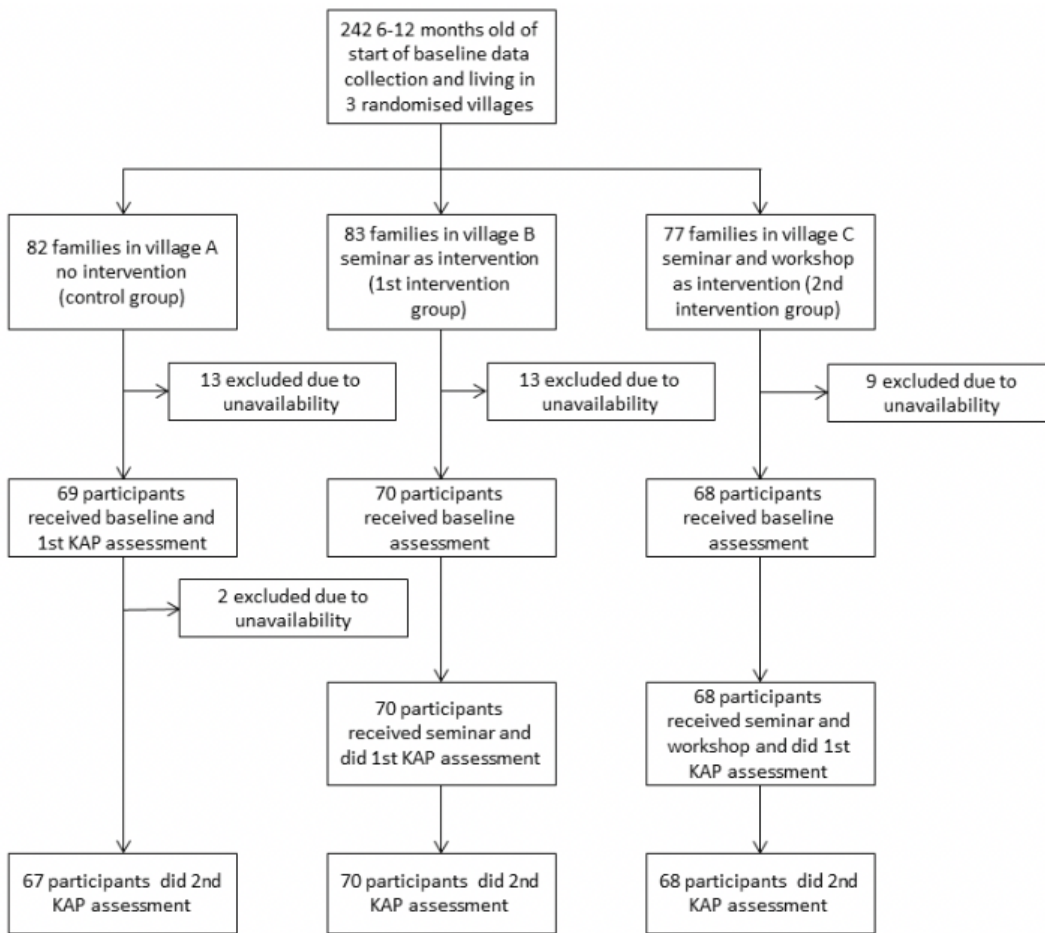 242 6-12 months old of
start of baseline data
collection and living in
3 randomised villages
82 families in village A
no intervention
(control group)
83 families in village B
seminar as intervention
(1st intervention
group)
77 families in village C
seminar and workshop
as intervention (2nd
intervention group)
13 excluded due to
unavailability
13 excluded due to
unavailability
9 excluded due to
unavailability
69 participants
received baseline and
1st KAP assessment
70 participants
received baseline
assessment
68 participants
received baseline
assessment
2 excluded due to
unavailability
70 participants
received seminar and
did 1st KAP assessment
68 participants
received seminar and
workshop and did 1st
KAP assessment
67 participants did 2nd
KAP assessment
70 participants did 2nd
KAP assessment
68 participants did 2nd
KAP assessment